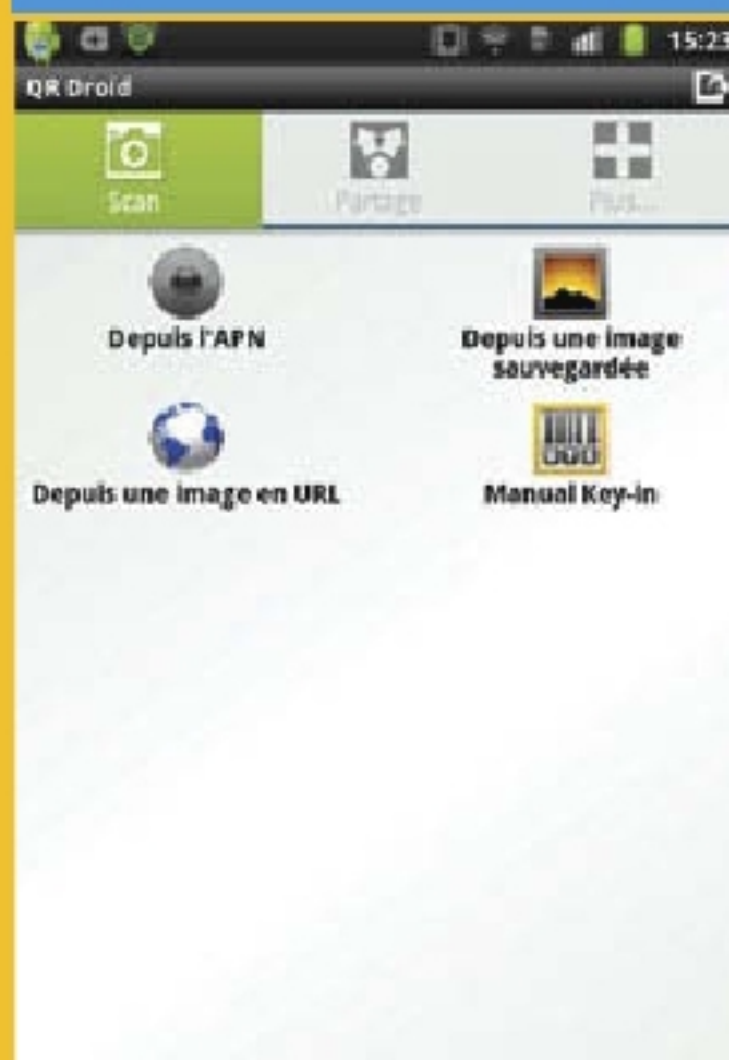 15:23
QR Droid
Scan
Partage
Plus...
Depuis l'APN
Depuis une image
sauvegardée
Depuis une image en URL
Manual Key-in